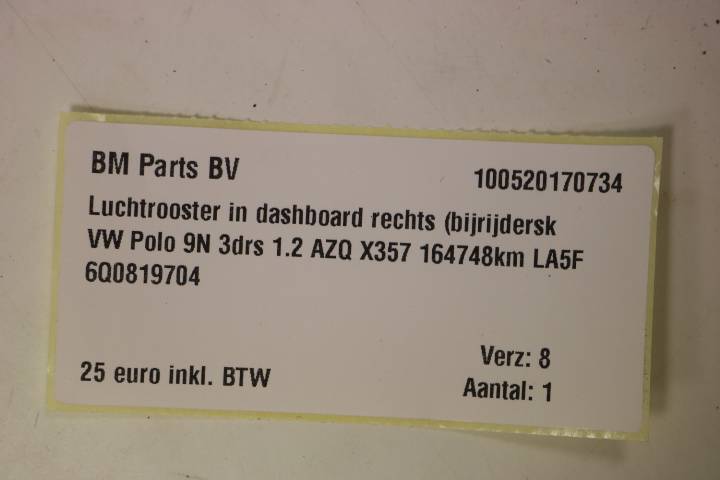 BM Parts BV
100520170734
Luchtrooster in dashboard rechts (bijrijdersk
VW Polo 9N 3drs 1.2 AZQ X357 164748km LA5F
6Q0819704
Verz: 8
25 euro inkl. BTW
Aantal: 1